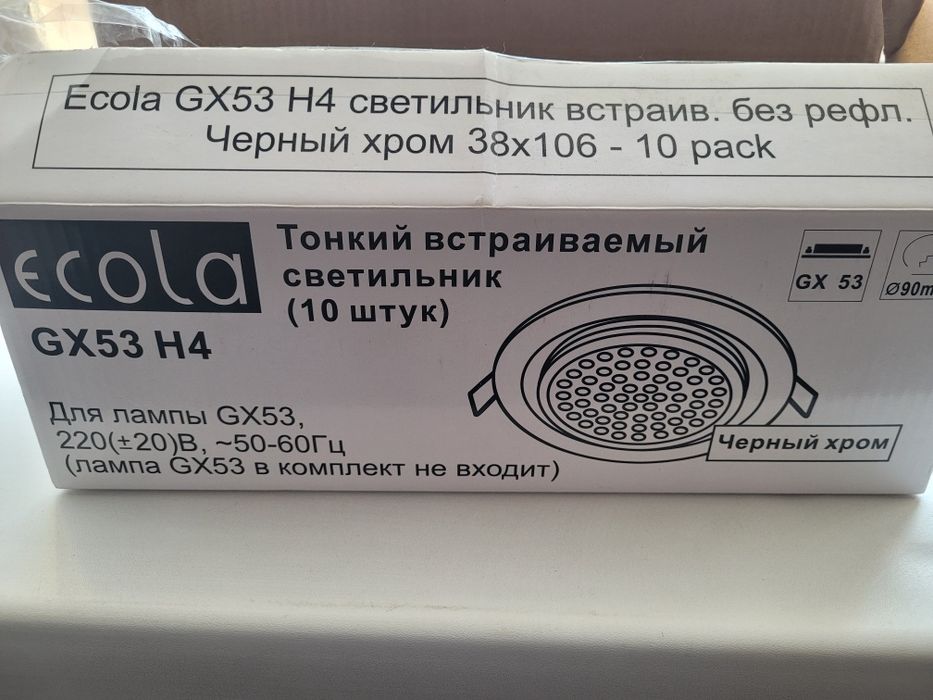 Ecola GX53 H4 светильник встраив. без рефл.
Черный хром 38x106 - 10 pack
ecola
GX53 H4
Тонкий встраиваемый
светильник
(10 штук)
GX 53
Ø90m
Для лампы GX53,
220(±20)В, ~50-60Гц
(лампа GX53 в комплект не входит)
Черный хром